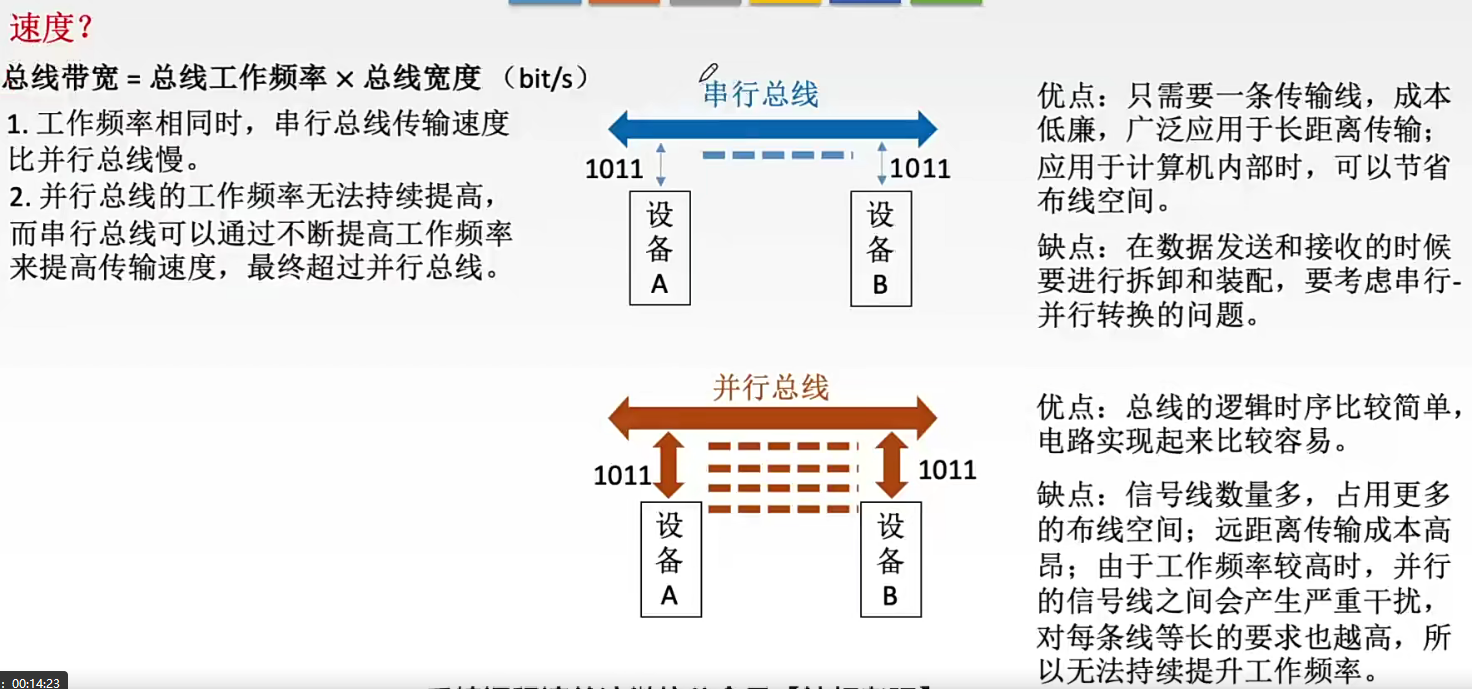 速度？
总线带宽 = 总线工作频率 × 总线宽度 （bit/s）
1. 工作频率相同时，串行总线传输速度
比并行总线慢。
2. 并行总线的工作频率无法持续提高，
而串行总线可以通过不断提高工作频率
来提高传输速度，最终超过并行总线。
串行总线
1011
1011
设
备
A
设
备
B
优点：只需要一条传输线，成本
低廉，广泛应用于长距离传输；
应用于计算机内部时，可以节省
布线空间。
缺点：在数据发送和接收的时候
要进行拆卸和装配，要考虑串行-
并行转换的问题。
并行总线
1011
1011
设
备
A
设
备
B
优点：总线的逻辑时序比较简单，
电路实现起来比较容易。
缺点：信号线数量多，占用更多
的布线空间；远距离传输成本高
昂；由于工作频率较高时，并行
的信号线之间会产生严重干扰，
对每条线等长的要求也越高，所
以无法持续提升工作频率。
: 00:14:23